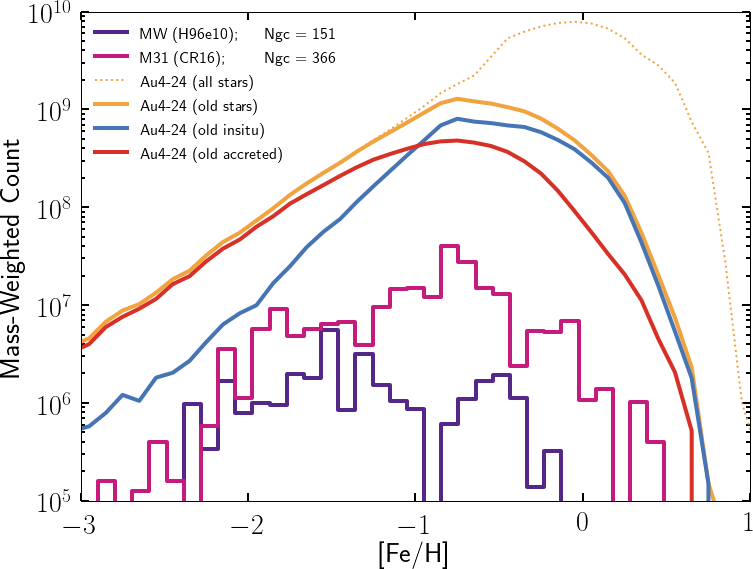 10^10
10^9
10^8
10^7
10^6
10^5
Mass-Weighted Count
MW (H96e10); Ngc = 151
M31 (CR16); Ngc = 366
Au4-24 (all stars)
Au4-24 (old stars)
Au4-24 (old insitu)
Au4-24 (old accreted)
−3 −2 −1 0 1
[Fe/H]